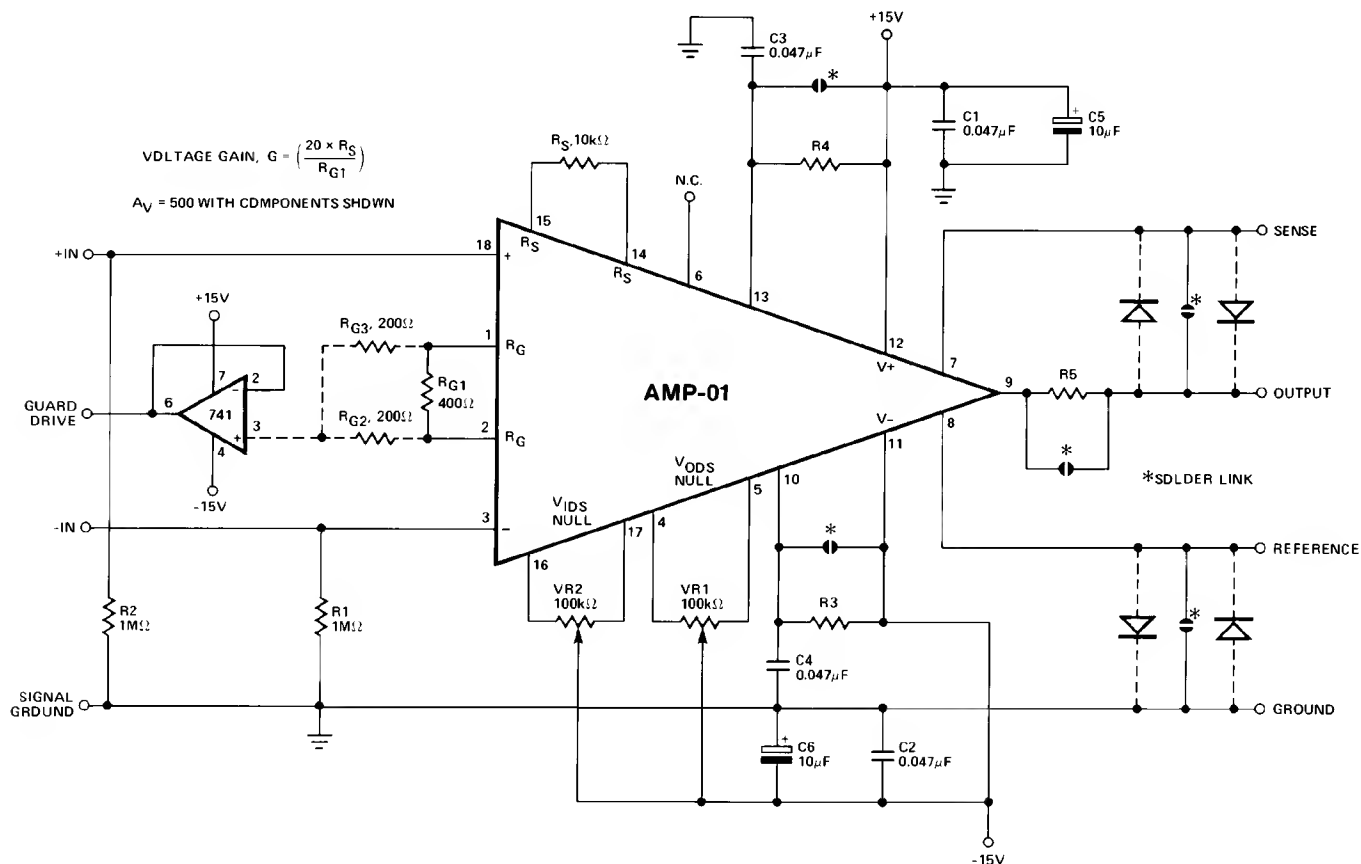 +15V
C3
0.047µF
*
C1
0.047µF
+
C5
10µF
VDLTAGE GAIN, G = (20 × RS / RG1)
AV = 500 WITH CDMPONENTS SHDWN
RS, 10kΩ
R4
N.C.
15
RS
14
RS
6
13
12
V+
+IN
18
+
SENSE
*
+15V
RG3, 200Ω
1
RG
RG1
400Ω
AMP-01
7
9
R5
OUTPUT
7
2
-
6
741
3
+
4
GUARD
DRIVE
RG2, 200Ω
2
RG
V-
11
8
*
*SDLDER LINK
-15V
VODS
NULL
5
10
-IN
3
-
VIDS
NULL
17
4
16
*
REFERENCE
R2
1MΩ
R1
1MΩ
VR2
100kΩ
VR1
100kΩ
R3
*
C4
0.047µF
SIGNAL
GRDUND
GROUND
+
C6
10µF
C2
0.047µF
-15V